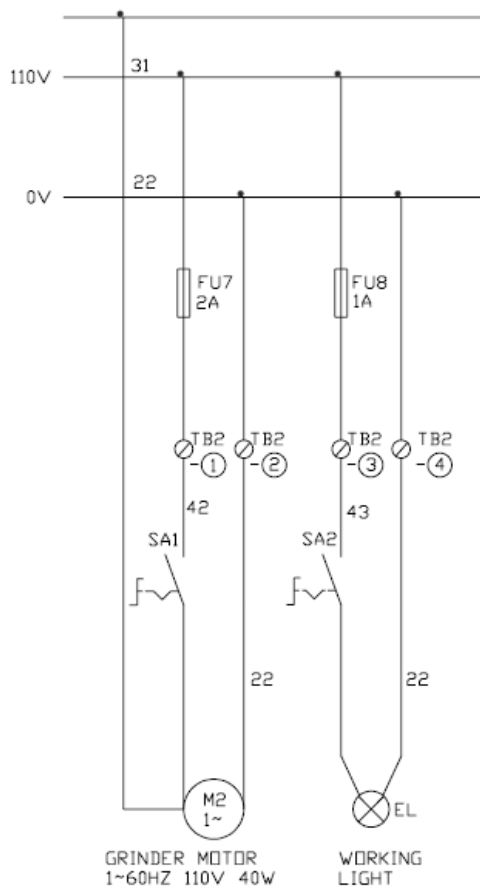 31
110V
22
0V
FU7
2A
FU8
1A
TB2
-①
TB2
-②
TB2
-③
TB2
-④
42
43
SA1
SA2
22
22
M2
1~
EL
GRINDER MOTOR
1~60HZ 110V 40W
WORKING
LIGHT